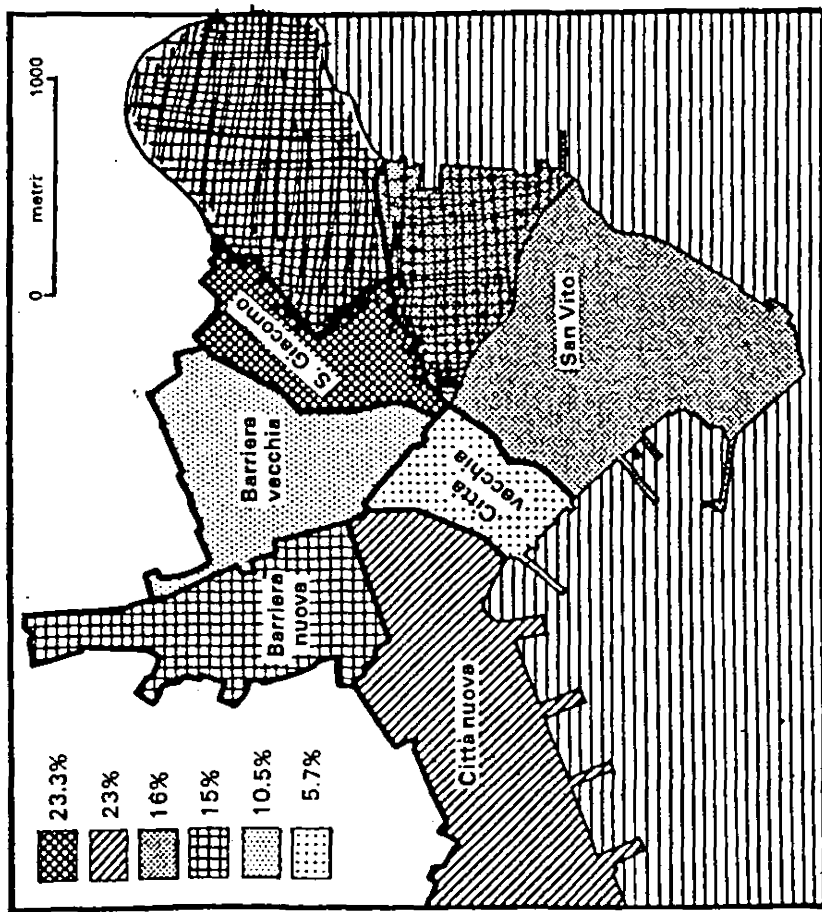 metri
0 1000
S. Giacomo
Barriera
vecchia
San Vito
Città
vecchia
Barriera
nuova
Città nuova
23.3%
23%
16%
15%
10.5%
5.7%